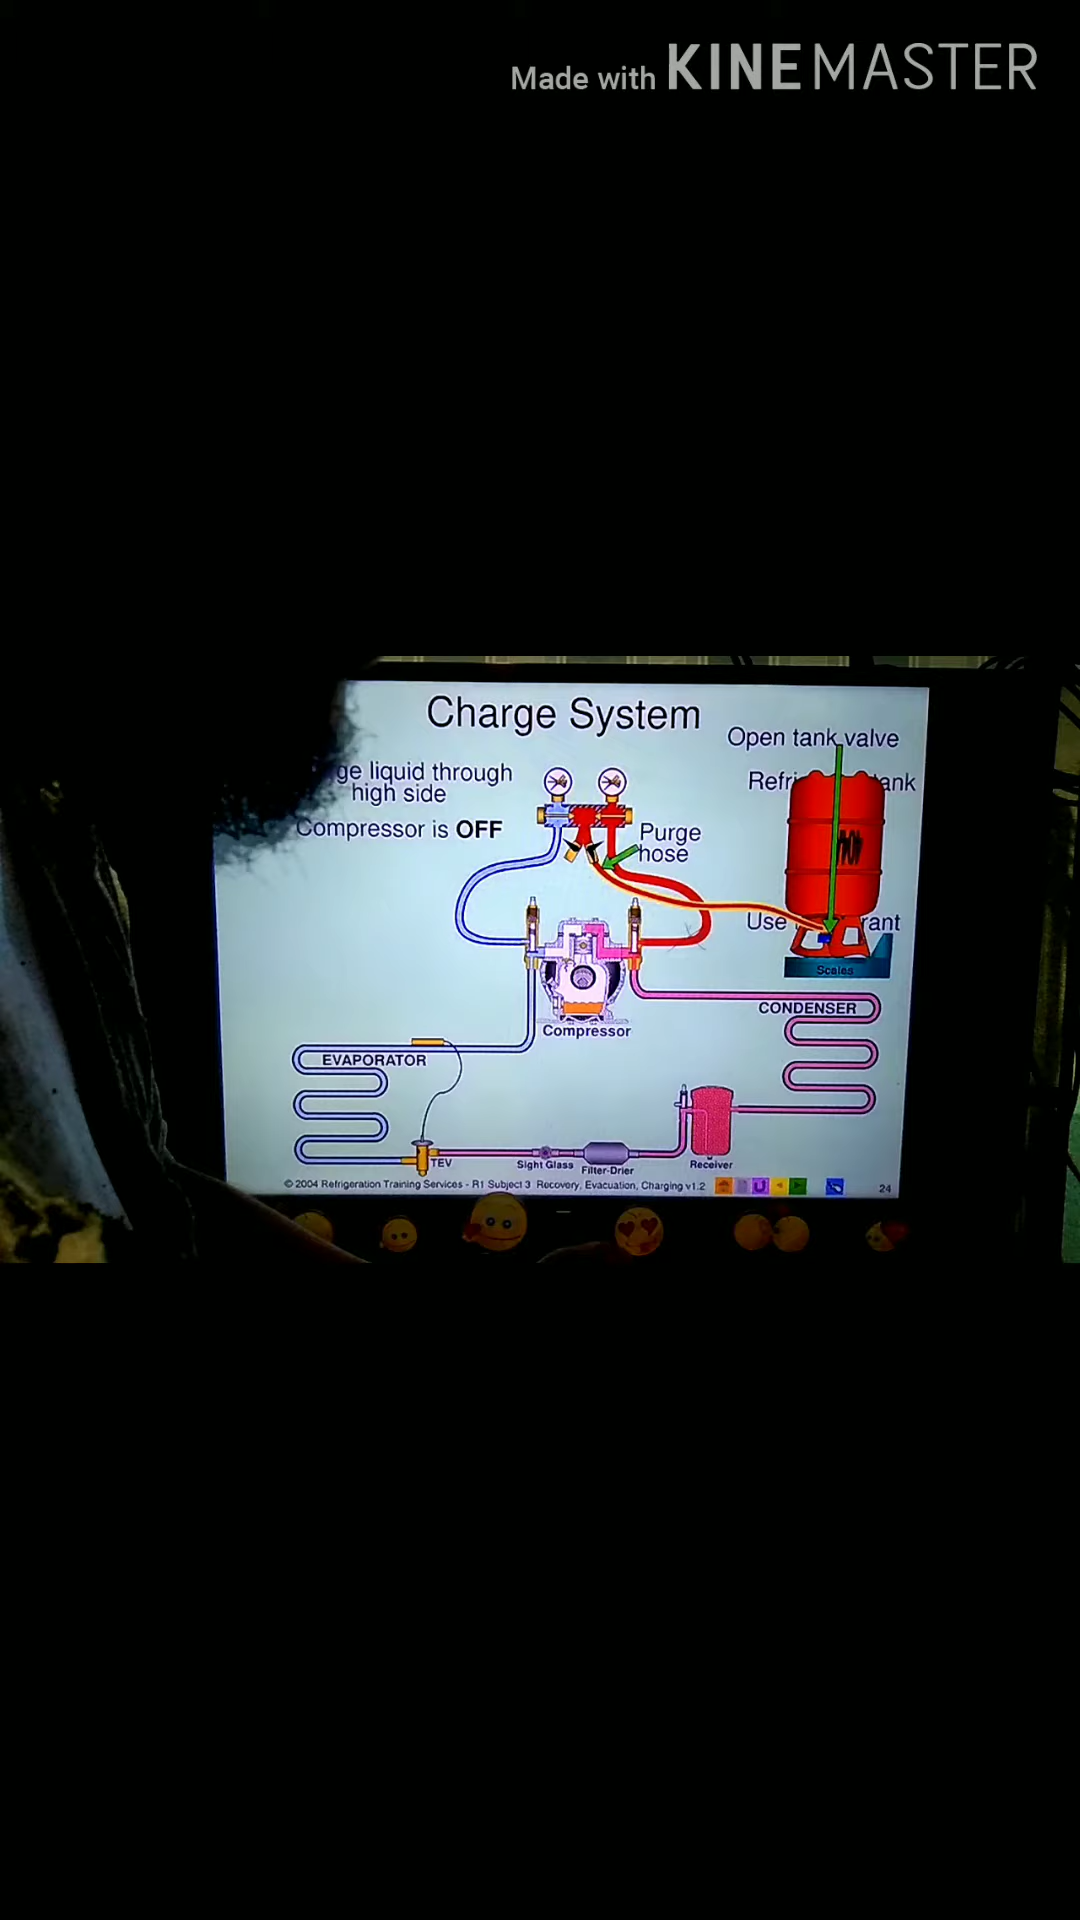 Made with KINEMASTER
Charge System
Open tank valve
ge liquid through
high side
Compressor is OFF
Purge
hose
Use
Scales
CONDENSER
Compressor
EVAPORATOR
TEV
Sight Glass
Filter-Drier
Receiver
© 2004 Refrigeration Training Services - R1 Subject 3 Recovery, Evacuation, Charging v1.2
24